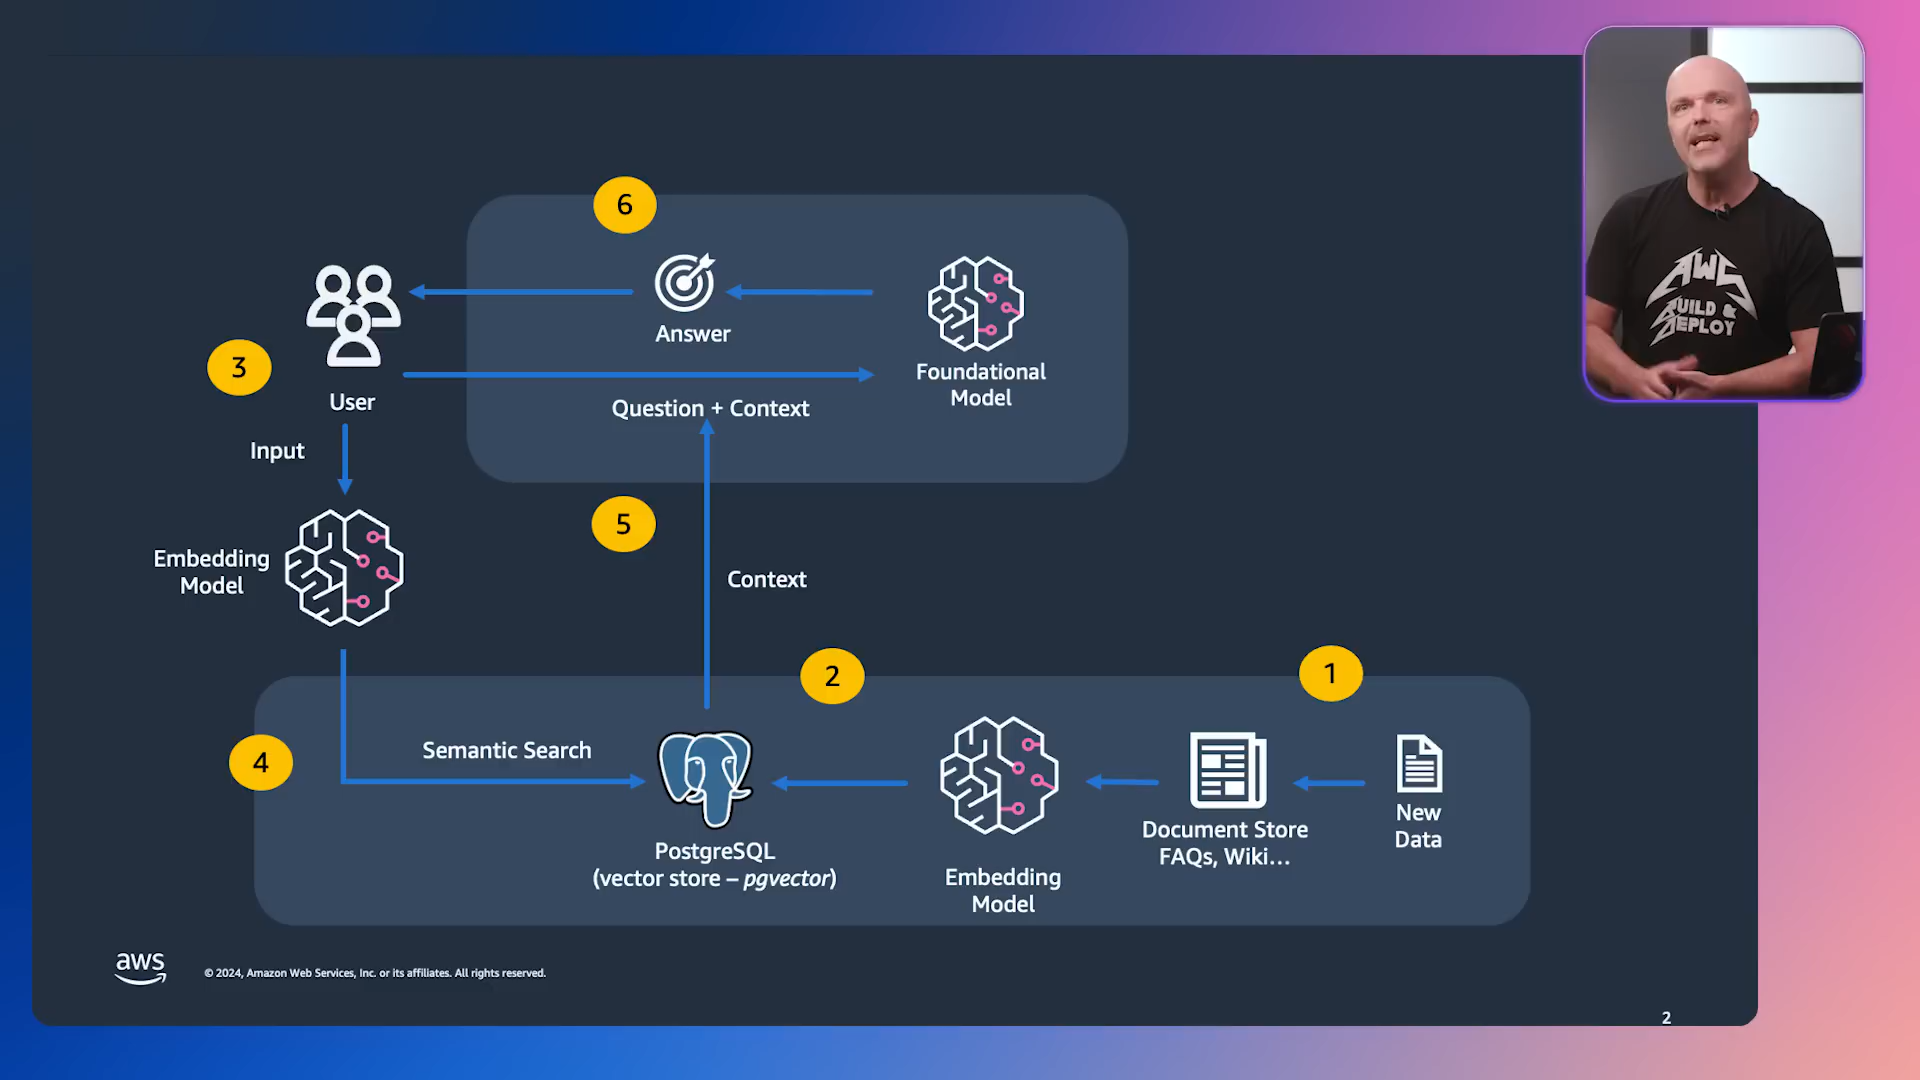 6
Answer
Foundational
Model
3
User
Question + Context
Input
5
Embedding
Model
Context
2
1
4
Semantic Search
PostgreSQL
(vector store – pgvector)
Embedding
Model
Document Store
FAQs, Wiki...
New
Data
AWS
BUILD &
DEPLOY
aws
© 2024, Amazon Web Services, Inc. or its affiliates. All rights reserved.
2